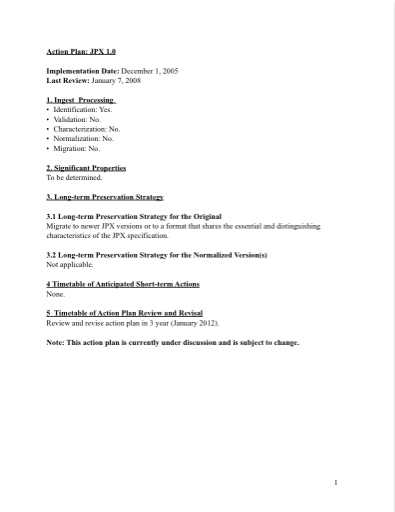 Action Plan: JPX 1.0
Implementation Date: December 1, 2005
Last Review: January 7, 2008
1. Ingest Processing
• Identification: Yes.
• Validation: No.
• Characterization: No.
• Normalization: No.
• Migration: No.
2. Significant Properties
To be determined.
3. Long-term Preservation Strategy
3.1 Long-term Preservation Strategy for the Original
Migrate to newer JPX versions or to a format that shares the essential and distinguishing
characteristics of the JPX specification.
3.2 Long-term Preservation Strategy for the Normalized Version(s)
Not applicable.
4 Timetable of Anticipated Short-term Actions
None.
5 Timetable of Action Plan Review and Revisal
Review and revise action plan in 3 year (January 2012).
Note: This action plan is currently under discussion and is subject to change.
1